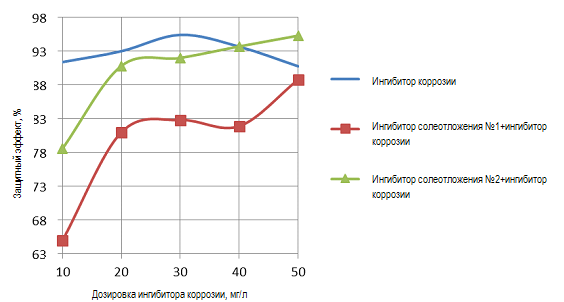 98
93
88
83
78
73
68
63
Защитный эффект, %
10 20 30 40 50
Дозировка ингибитора коррозии, мг/л
Ингибитор коррозии
Ингибитор солеотложения №1+ингибитор
коррозии
Ингибитор солеотложения №2+ингибитор
коррозии